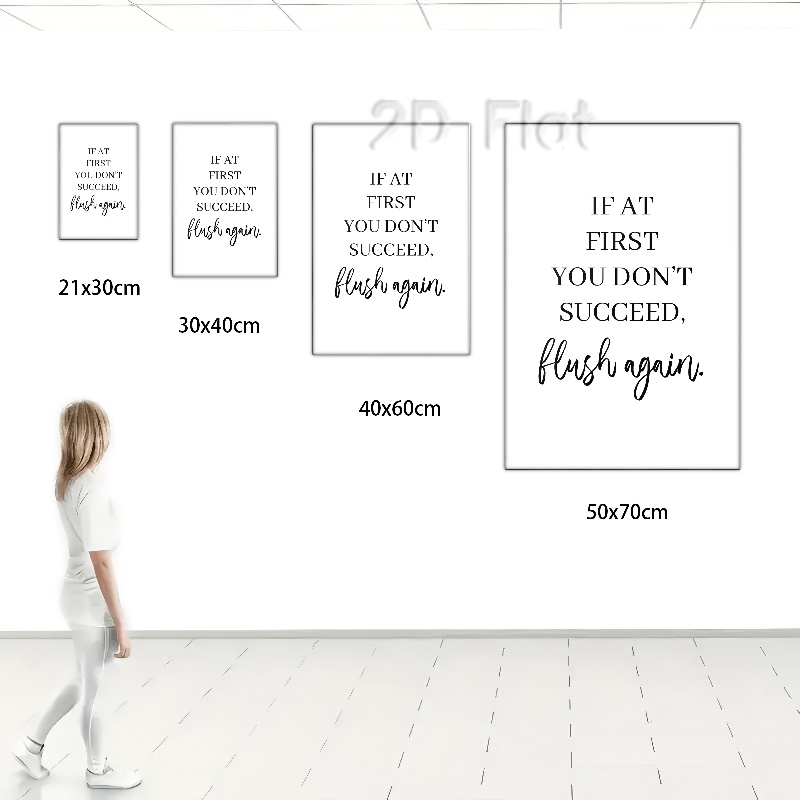 2D Flat
IF AT
FIRST
YOU DON'T
SUCCEED,
flush again.
21x30cm
IF AT
FIRST
YOU DON'T
SUCCEED,
flush again.
30x40cm
IF AT
FIRST
YOU DON'T
SUCCEED,
flush again.
40x60cm
IF AT
FIRST
YOU DON'T
SUCCEED,
flush again.
50x70cm